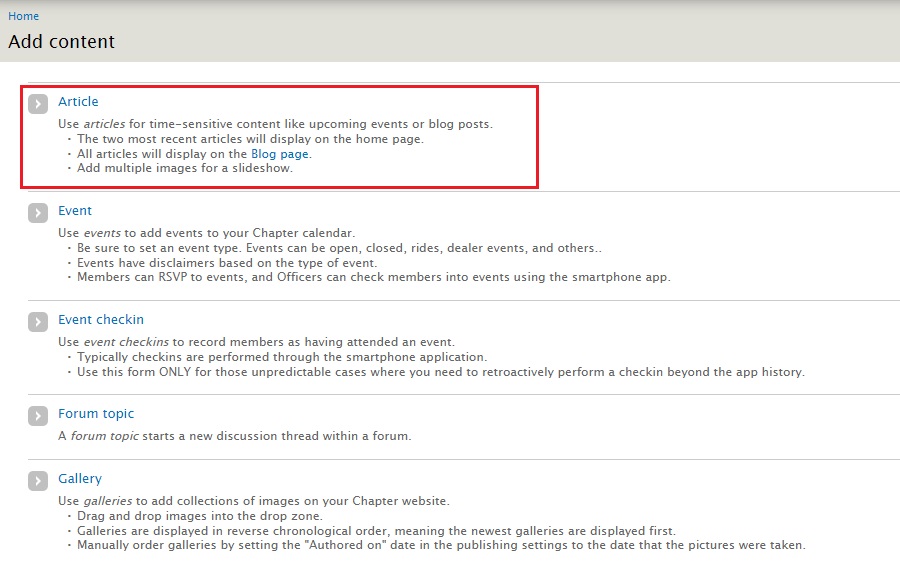 Home
Add content
Article
Use articles for time-sensitive content like upcoming events or blog posts.
· The two most recent articles will display on the home page.
· All articles will display on the Blog page.
· Add multiple images for a slideshow.
Event
Use events to add events to your Chapter calendar.
· Be sure to set an event type. Events can be open, closed, rides, dealer events, and others..
· Events have disclaimers based on the type of event.
· Members can RSVP to events, and Officers can check members into events using the smartphone app.
Event checkin
Use event checkins to record members as having attended an event.
· Typically checkins are performed through the smartphone application.
· Use this form ONLY for those unpredictable cases where you need to retroactively perform a checkin beyond the app history.
Forum topic
A forum topic starts a new discussion thread within a forum.
Gallery
Use galleries to add collections of images on your Chapter website.
· Drag and drop images into the drop zone.
· Galleries are displayed in reverse chronological order, meaning the newest galleries are displayed first.
· Manually order galleries by setting the "Authored on" date in the publishing settings to the date that the pictures were taken.